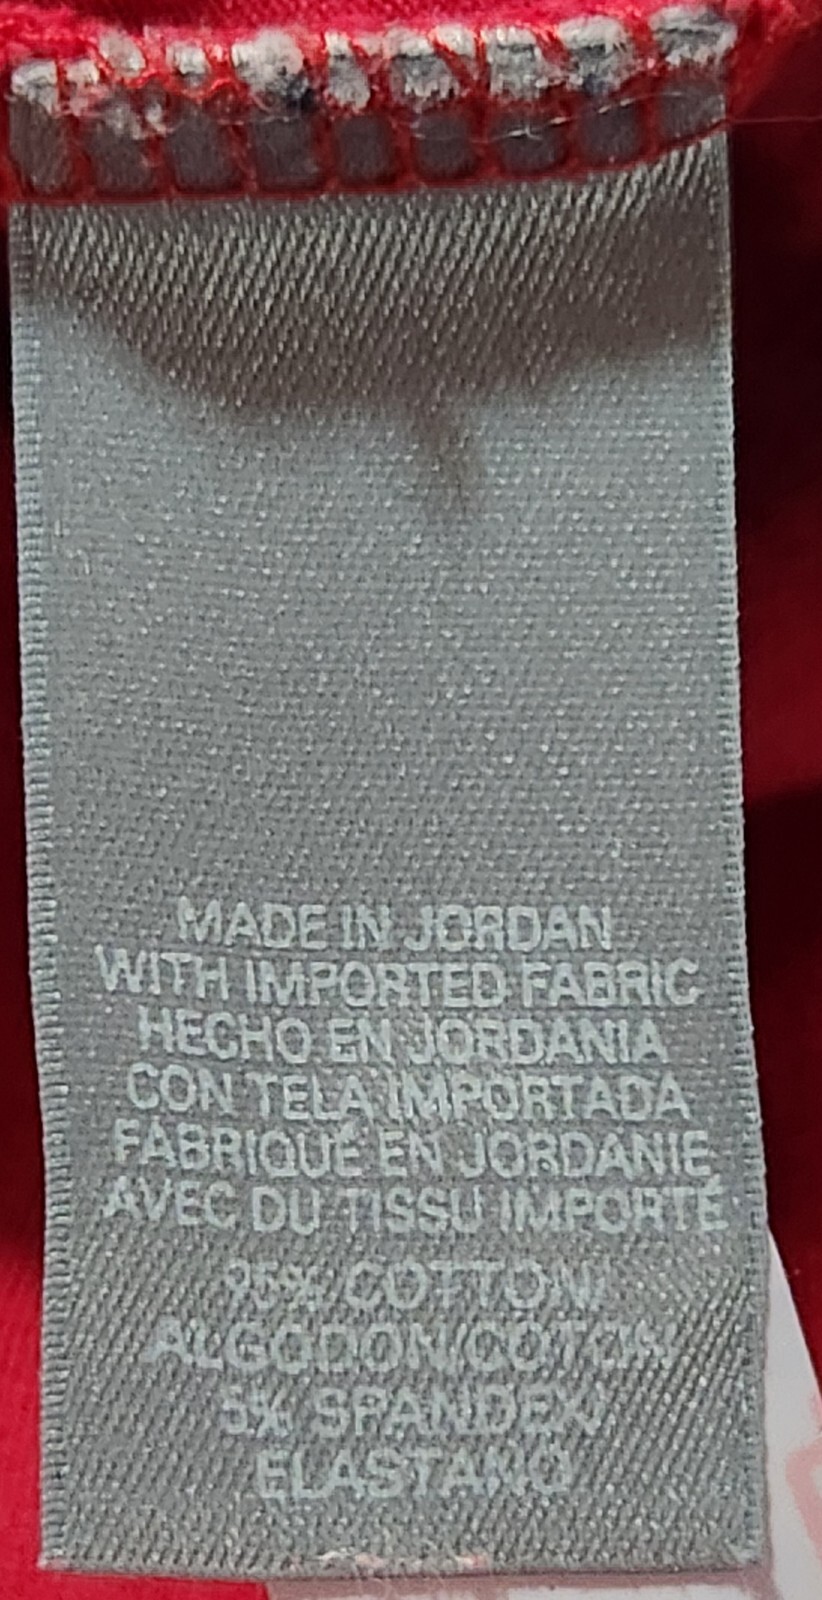 MADE IN JORDAN
WITH IMPORTED FABRIC
HECHO EN JORDANIA
CON TELA IMPORTADA
FABRIQUÉ EN JORDANIE
AVEC DU TISSU IMPORTÉ
95% COTTON/
ALGODON/COTON
5% SPANDEX/
ELASTANO